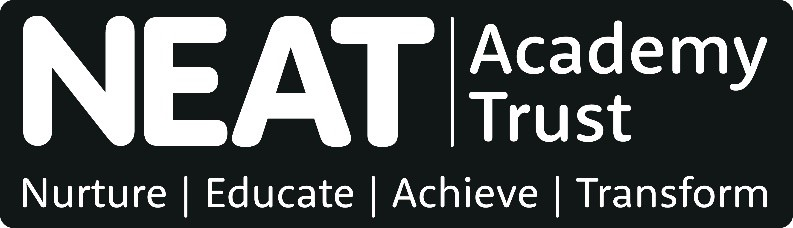 NEAT
Academy
Trust
Nurture | Educate | Achieve | Transform